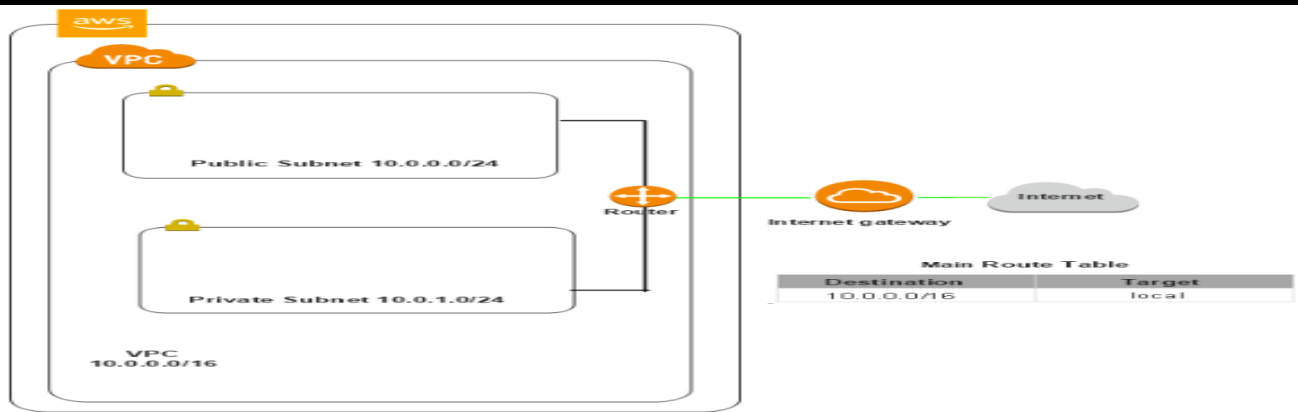 aws
VPC
Public Subnet 10.0.0.0/24
Router
Internet
Internet gateway
Main Route Table
Destination Target
10.0.0.0/16 local
Private Subnet 10.0.1.0/24
VPC
10.0.0.0/16